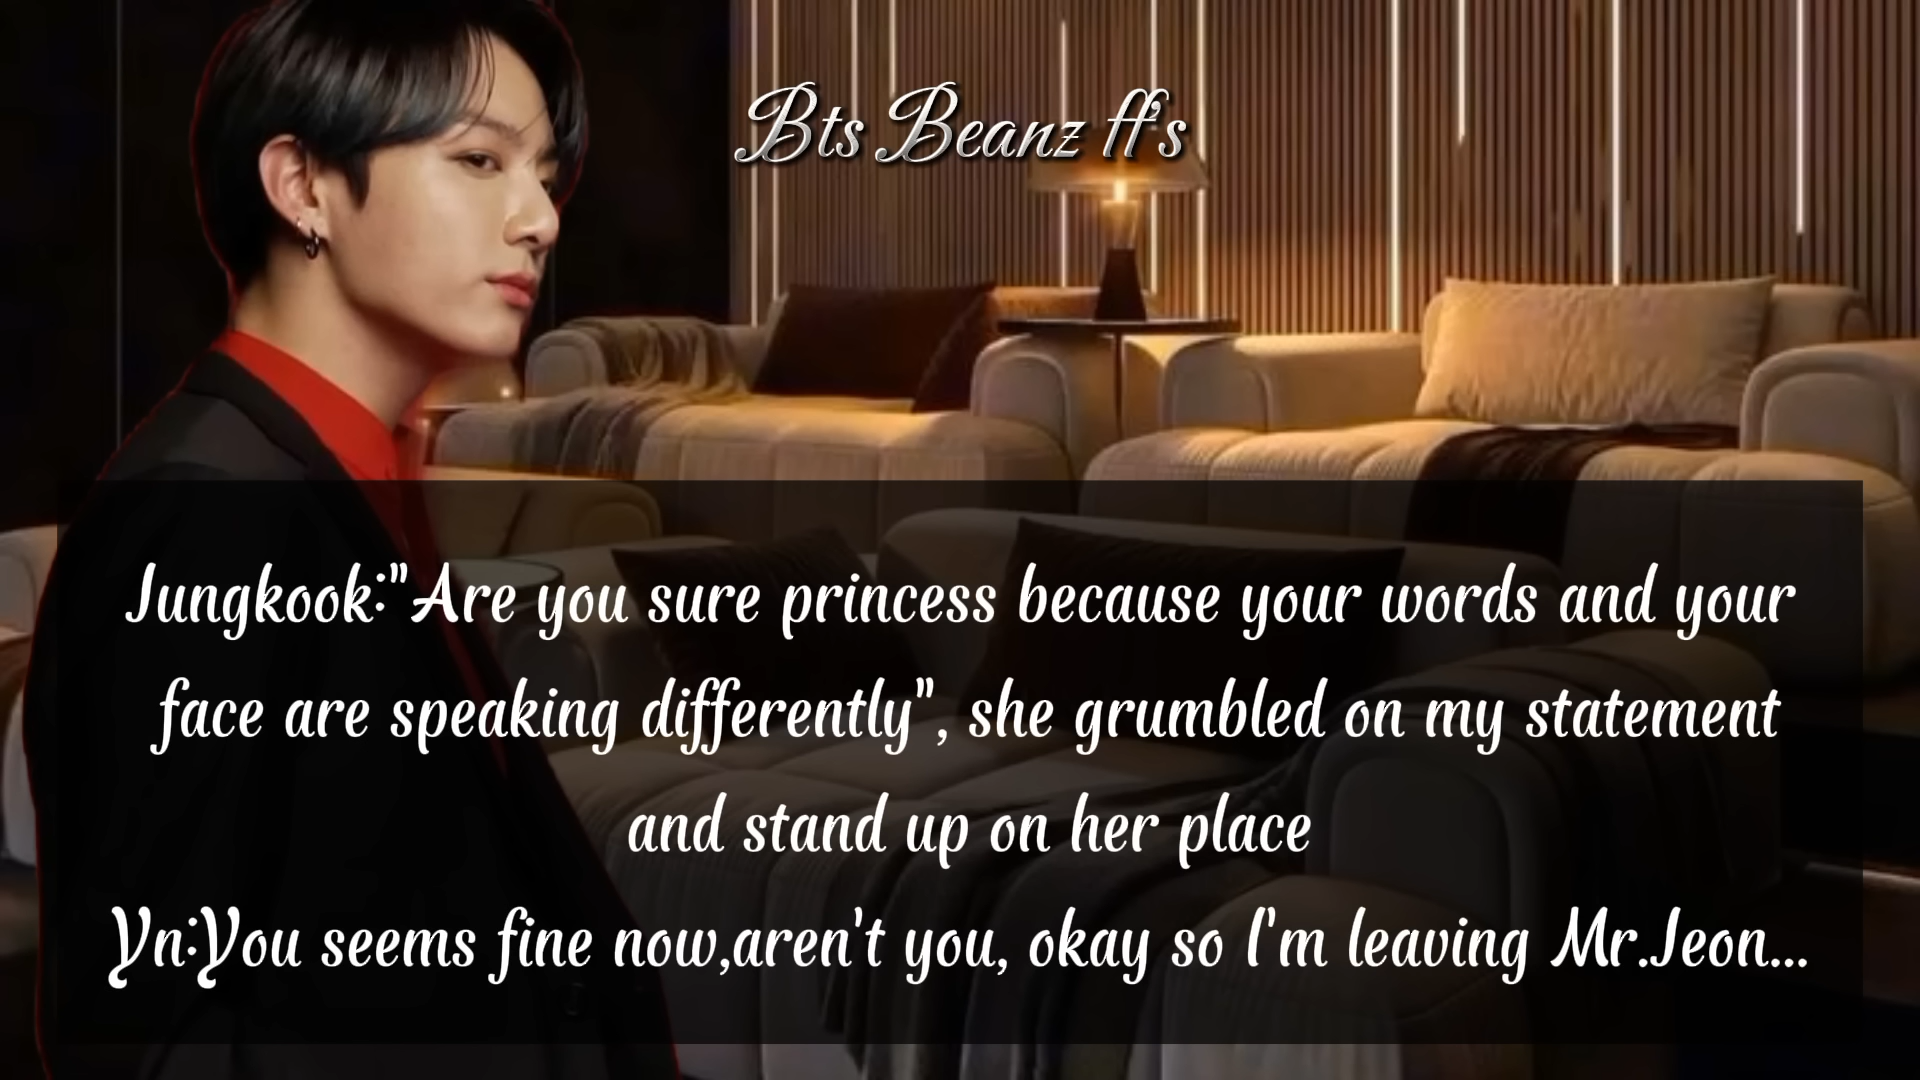 Bts Beanz ff's
Jungkook:"Are you sure princess because your words and your
face are speaking differently", she grumbled on my statement
and stand up on her place
Yn:You seems fine now,aren't you, okay so I'm leaving Mr.Jeon...